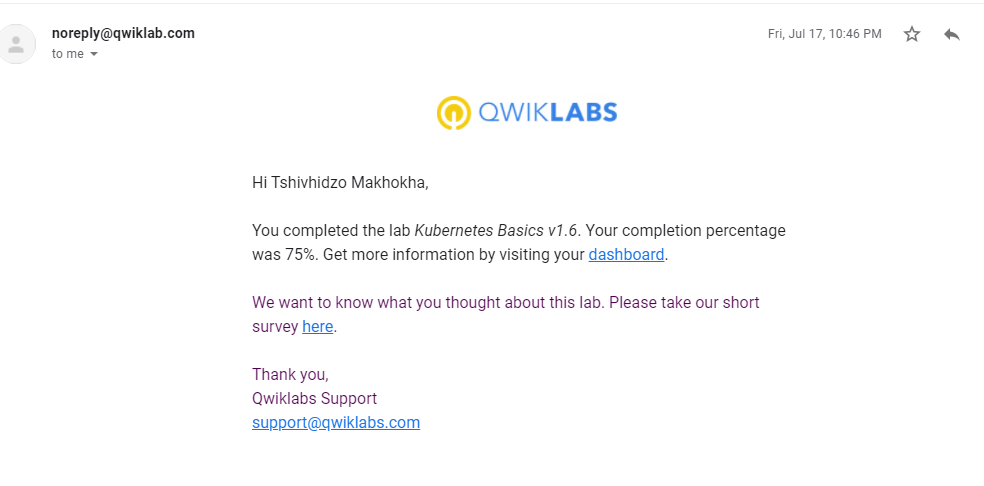 noreply@qwiklab.com
Fri, Jul 17, 10:46 PM
to me
QWIKLABS
Hi Tshivhidzo Makhokha,
You completed the lab Kubernetes Basics v1.6. Your completion percentage
was 75%. Get more information by visiting your dashboard.
We want to know what you thought about this lab. Please take our short
survey here.
Thank you,
Qwiklabs Support
support@qwiklabs.com